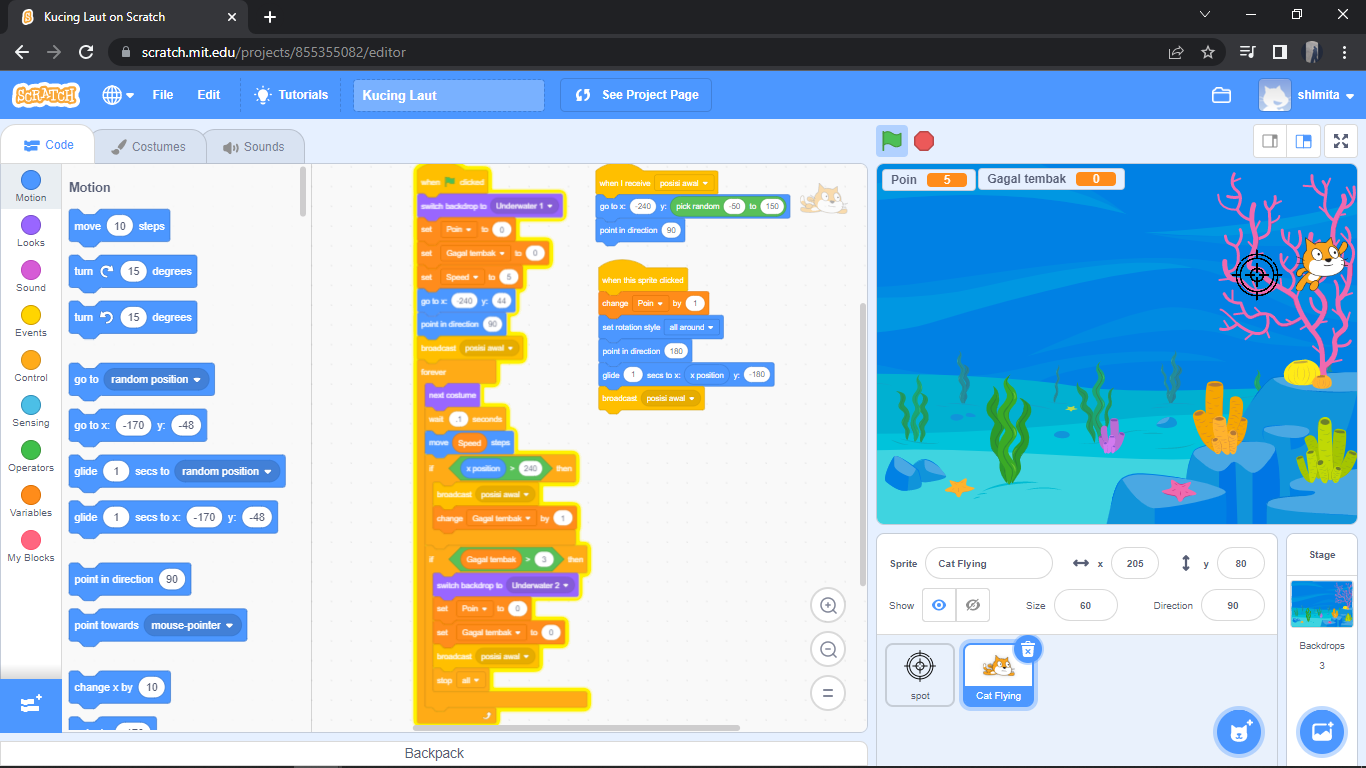 Kucing Laut on Scratch
scratch.mit.edu/projects/855355082/editor
SCRATCH
File
Edit
Tutorials
Kucing Laut
See Project Page
shlmita
Code
Costumes
Sounds
Motion
Looks
Sound
Events
Control
Sensing
Operators
Variables
My Blocks
Motion
move 10 steps
turn 15 degrees
turn 15 degrees
go to random position
go to x: -170 y: -48
glide 1 secs to random position
glide 1 secs to x: -170 y: -48
point in direction 90
point towards mouse-pointer
change x by 10
when clicked
switch backdrop to Underwater 1
set Poin to 0
set Gagal tembak to 0
set Speed to 5
go to x: -240 y: 44
point in direction 90
broadcast posisi awal
forever
next costume
wait .1 seconds
move Speed steps
if x position > 240 then
broadcast posisi awal
change Gagal tembak by 1
if Gagal tembak > 3 then
switch backdrop to Underwater 2
set Poin to 0
set Gagal tembak to 0
broadcast posisi awal
stop all
when I receive posisi awal
go to x: -240 y: pick random -50 to 150
point in direction 90
when this sprite clicked
change Poin by 1
set rotation style all around
point in direction 180
glide 1 secs to x: x position y: -180
broadcast posisi awal
Backpack
Poin 5
Gagal tembak 0
Sprite
Cat Flying
x 205
y 80
Show
Size 60
Direction 90
spot
Cat Flying
Stage
Backdrops
3